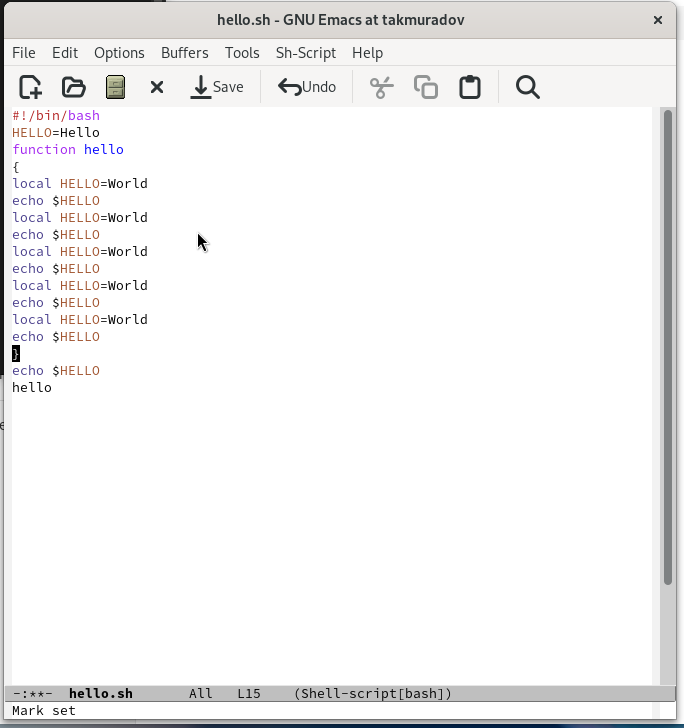 hello.sh - GNU Emacs at takmuradov
File Edit Options Buffers Tools Sh-Script Help
Save Undo
#!/bin/bash
HELLO=Hello
function hello
{
local HELLO=World
echo $HELLO
local HELLO=World
echo $HELLO
local HELLO=World
echo $HELLO
local HELLO=World
echo $HELLO
local HELLO=World
echo $HELLO
}
echo $HELLO
hello
-:**- hello.sh All L15 (Shell-script[bash])
Mark set